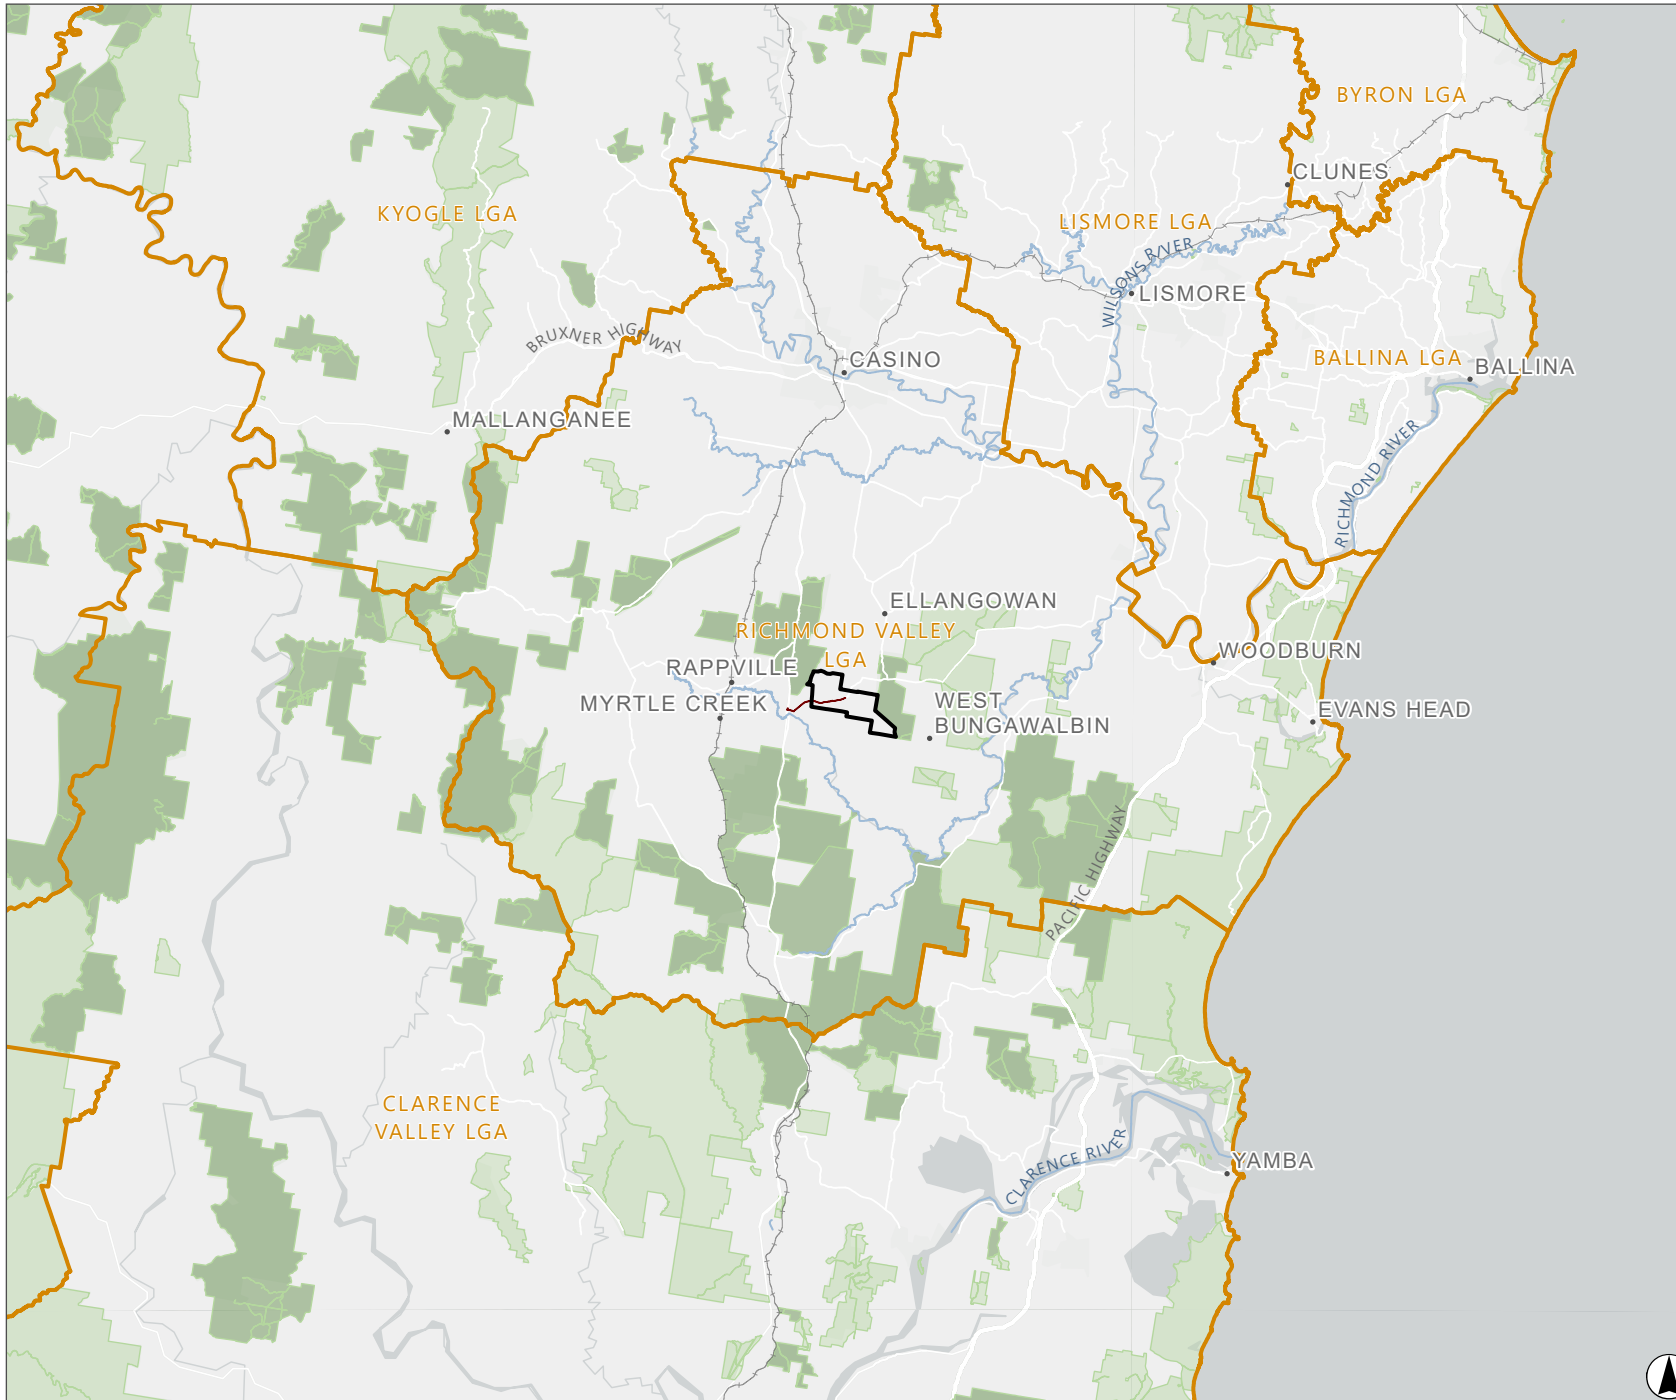 BYRON LGA
CLUNES
KYOGLE LGA
LISMORE LGA
WILSONS RIVER
LISMORE
BRUXNER HIGHWAY
CASINO
BALLINA LGA
BALLINA
MALLANGANEE
RICHMOND RIVER
ELLANGOWAN
RICHMOND VALLEY
LGA
RAPPVILLE
WOODBURN
MYRTLE CREEK
WEST
BUNGAWALBIN
EVANS HEAD
PACIFIC HIGHWAY
CLARENCE
VALLEY LGA
CLARENCE RIVER
YAMBA